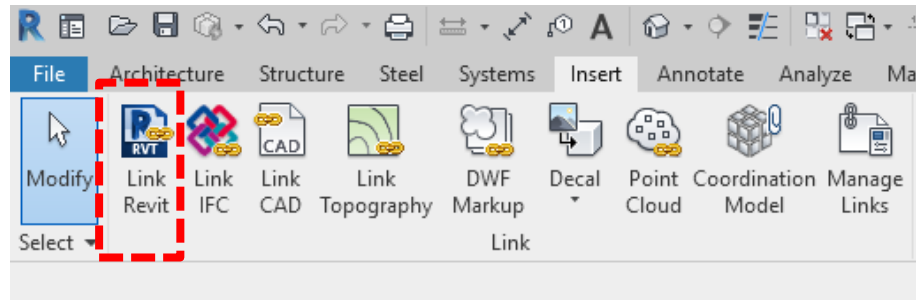 File Architecture Structure Steel Systems Insert Annotate Analyze Ma
RVT CAD
Modify Link Revit Link IFC Link CAD Link Topography DWF Markup Decal Point Cloud Coordination Model Manage Links
Select Link